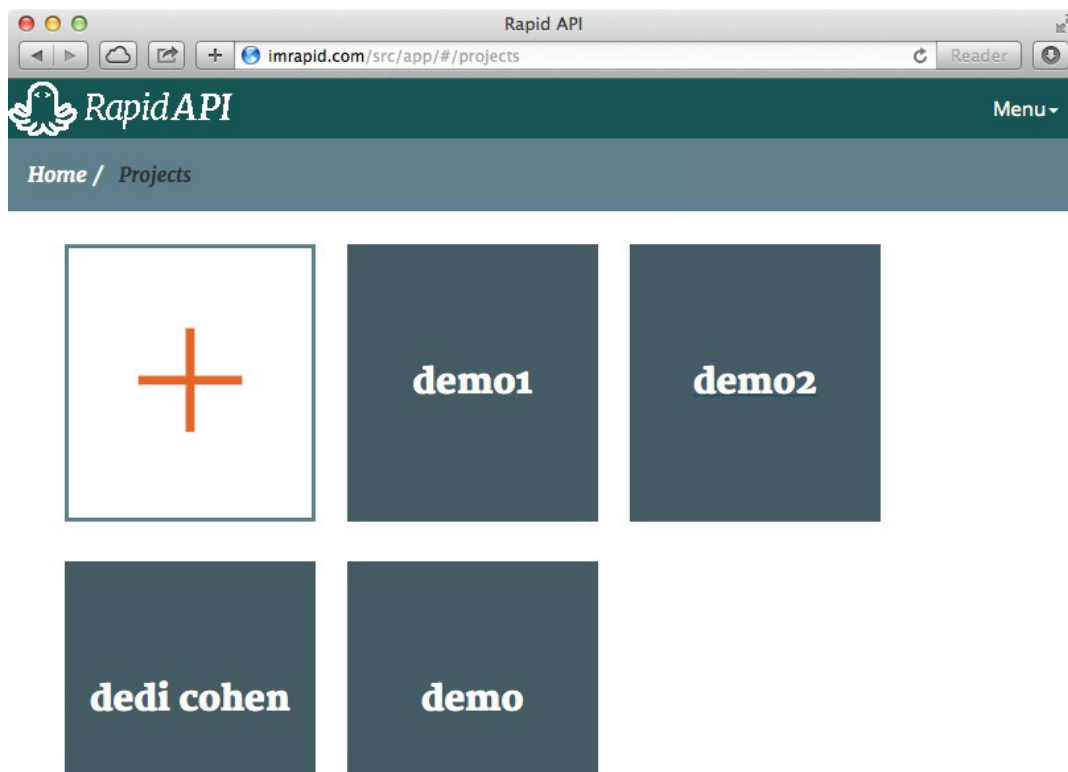 Rapid API
imrapid.com/src/app/#/projects
Reader
RapidAPI
Menu
Home / Projects
demo1
demo2
dedi cohen
demo